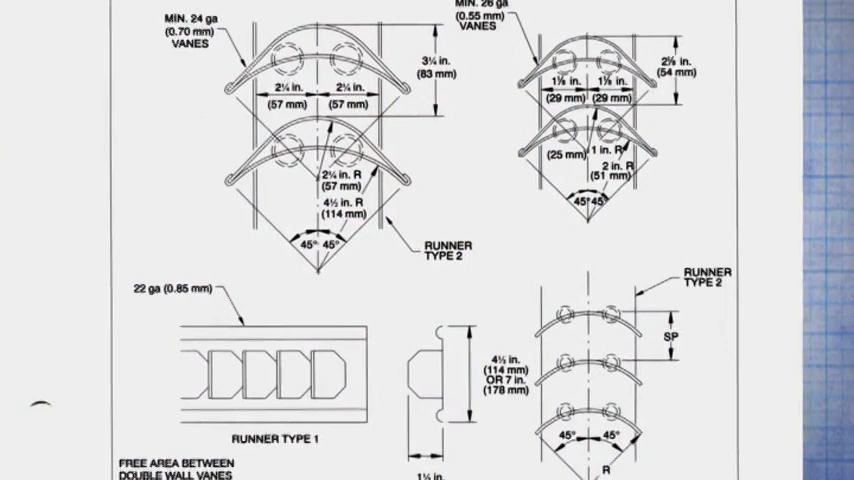 MIN. 24 ga
(0.70 mm)
VANES
2¼ in.
(57 mm)
2¼ in.
(57 mm)
3¼ in.
(83 mm)
2¼ in. R
(57 mm)
4½ in. R
(114 mm)
45° 45°
RUNNER
TYPE 2
MIN. 26 ga
(0.55 mm)
VANES
1⅛ in.
(29 mm)
1⅛ in.
(29 mm)
2⅛ in.
(54 mm)
(25 mm)
1 in. R
2 in. R
(51 mm)
45° 45°
22 ga (0.85 mm)
RUNNER TYPE 1
4½ in.
(114 mm)
OR 7 in.
(178 mm)
RUNNER
TYPE 2
SP
45° 45°
R
FREE AREA BETWEEN
DOUBLE WALL VANES